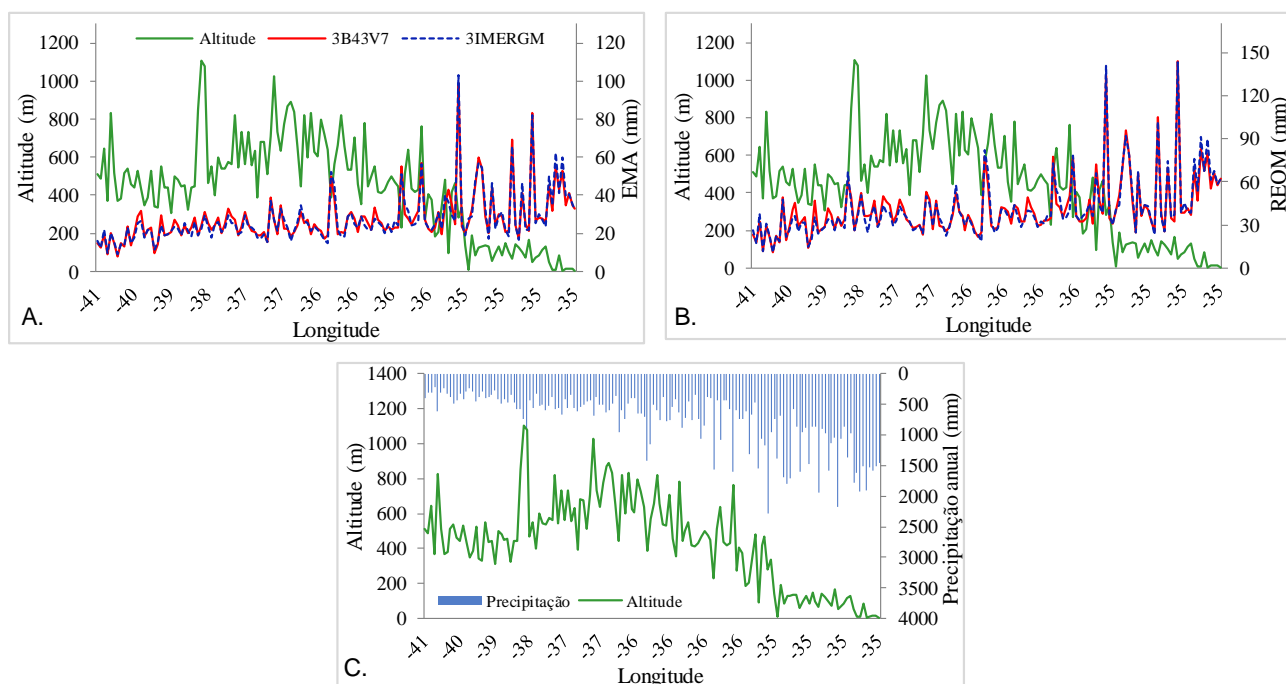 Altitude 3B43V7 3IMERGM
1200
1000
800
600
400
200
0
Altitude (m)
120
100
80
60
40
20
0
EMA (mm)
-41 -40 -39 -38 -37 -37 -36 -36 -36 -36 -35 -35 -35 -35
Longitude
A.
1200
1000
800
600
400
200
0
Altitude (m)
150
120
90
60
30
0
REOM (mm)
-41 -40 -39 -38 -37 -37 -36 -36 -36 -36 -35 -35 -35 -35
Longitude
B.
1400
1200
1000
800
600
400
200
0
Altitude (m)
0
500
1000
1500
2000
2500
3000
3500
4000
Precipitação anual (mm)
Precipitação Altitude
-41 -40 -39 -38 -37 -37 -36 -36 -36 -36 -35 -35 -35 -35
Longitude
C.